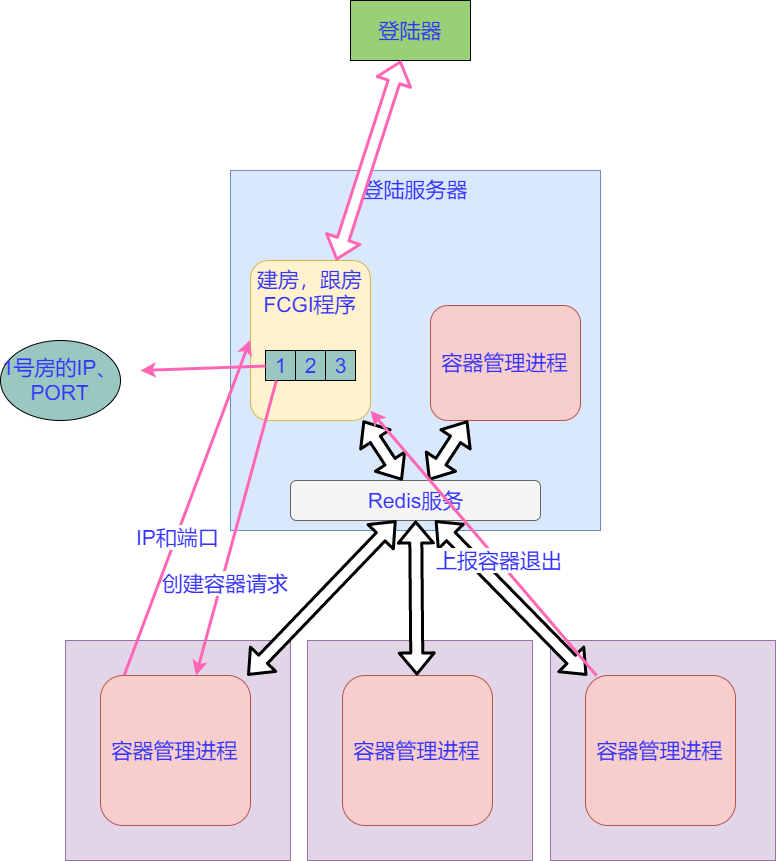 登陆器
登陆服务器
建房，跟房
FCGI程序
1 2 3
容器管理进程
1号房的IP、
PORT
Redis服务
IP和端口
上报容器退出
创建容器请求
容器管理进程
容器管理进程
容器管理进程